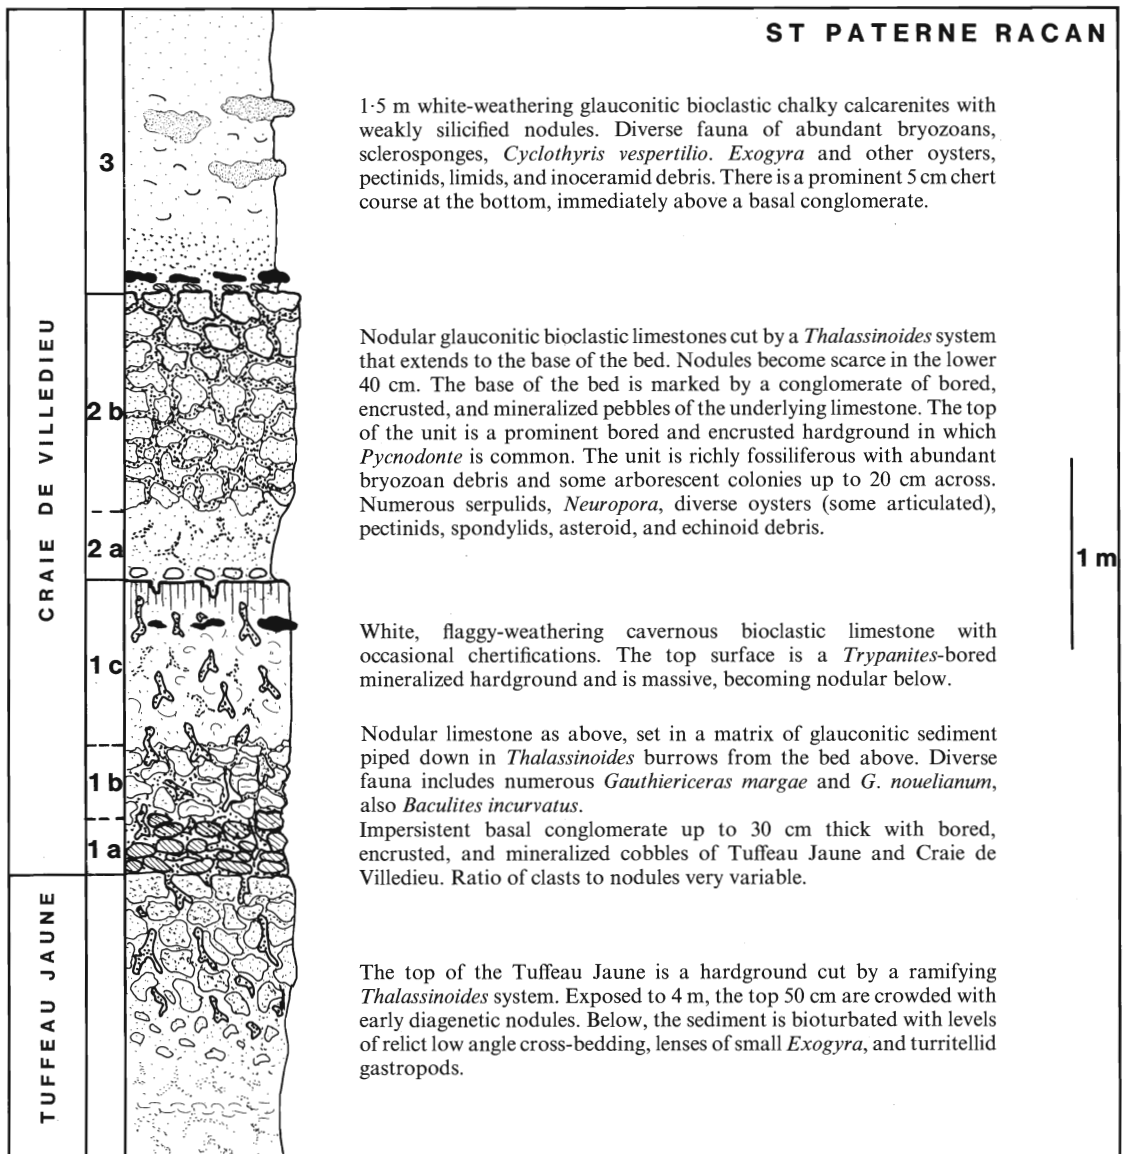 ST PATERNE RACAN
1·5 m white-weathering glauconitic bioclastic chalky calcarenites with
weakly silicified nodules. Diverse fauna of abundant bryozoans,
sclerosponges, Cyclothyris vespertilio. Exogyra and other oysters,
pectinids, limids, and inoceramid debris. There is a prominent 5 cm chert
course at the bottom, immediately above a basal conglomerate.
3
CRAIE DE VILLEDIEU
Nodular glauconitic bioclastic limestones cut by a Thalassinoides system
that extends to the base of the bed. Nodules become scarce in the lower
40 cm. The base of the bed is marked by a conglomerate of bored,
encrusted, and mineralized pebbles of the underlying limestone. The top
of the unit is a prominent bored and encrusted hardground in which
Pycnodonte is common. The unit is richly fossiliferous with abundant
bryozoan debris and some arborescent colonies up to 20 cm across.
Numerous serpulids, Neuropora, diverse oysters (some articulated),
pectinids, spondylids, asteroid, and echinoid debris.
2 b
2 a
1 m
White, flaggy-weathering cavernous bioclastic limestone with
occasional chertifications. The top surface is a Trypanites-bored
mineralized hardground and is massive, becoming nodular below.
1 c
Nodular limestone as above, set in a matrix of glauconitic sediment
piped down in Thalassinoides burrows from the bed above. Diverse
fauna includes numerous Gauthiericeras margae and G. nouelianum,
also Baculites incurvatus.
1 b
Impersistent basal conglomerate up to 30 cm thick with bored,
encrusted, and mineralized cobbles of Tuffeau Jaune and Craie de
Villedieu. Ratio of clasts to nodules very variable.
1 a
TUFFEAU JAUNE
The top of the Tuffeau Jaune is a hardground cut by a ramifying
Thalassinoides system. Exposed to 4 m, the top 50 cm are crowded with
early diagenetic nodules. Below, the sediment is bioturbated with levels
of relict low angle cross-bedding, lenses of small Exogyra, and turritellid
gastropods.